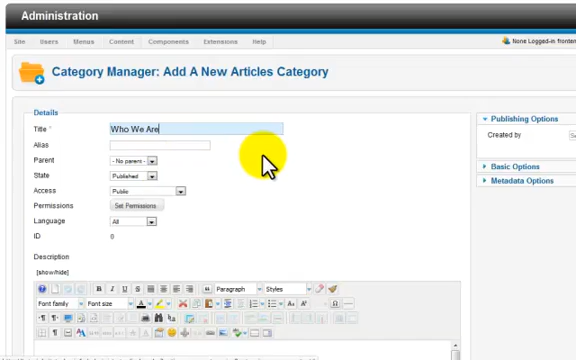 Administration
Site Users Menus Content Components Extensions Help None Logged-in
Category Manager: Add A New Articles Category
Details
Title * Who We Are
Alias
Parent - No parent -
State Published
Access Public
Permissions Set Permissions
Language All
ID 0
Description
[show/hide]
B I U Paragraph Styles
Font family Font size
Publishing Options
Created by
Basic Options
Metadata Options